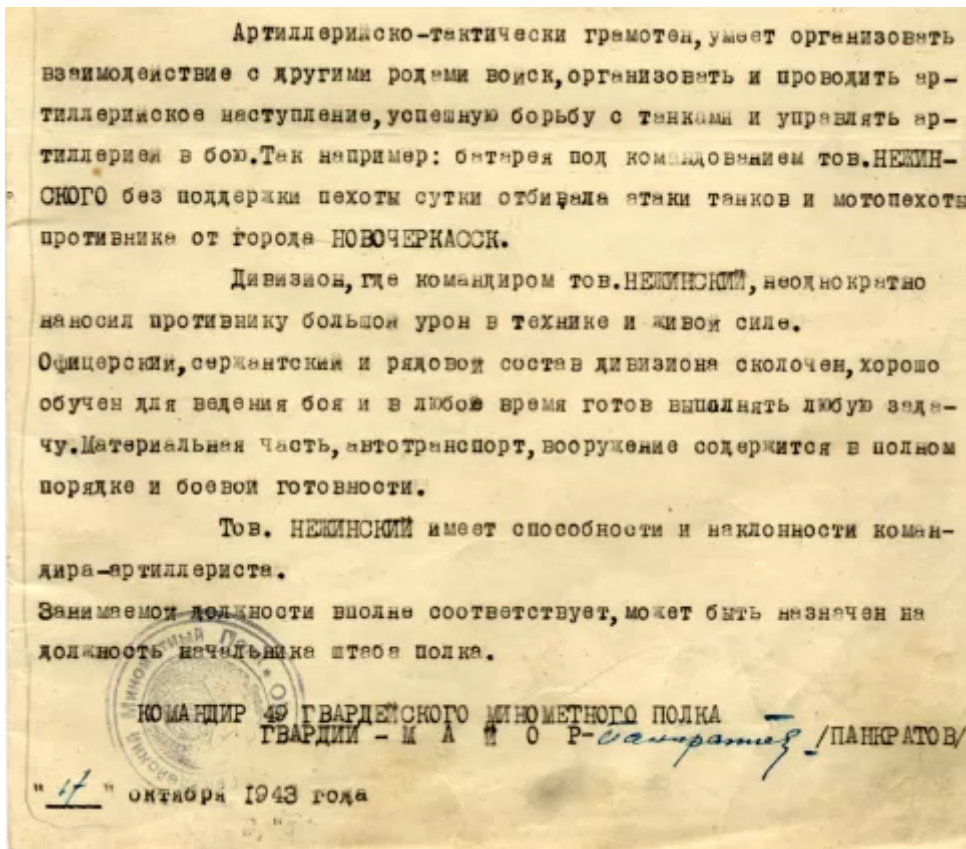 Артиллерийско-тактически грамотен,умеет организовать
взаимодействие с другими родами войск,организовать и проводить ар-
тиллерийское наступление,успешную борьбу с танками и управлять ар-
тиллерией в бою.Так например: батарея под командованием тов.НЕЖИН-
СКОГО без поддержки пехоты сутки отбивала атаки танков и мотопехоты
противника от города НОВОЧЕРКАССК.
Дивизион,где командиром тов.НЕЖИНСКИЙ,неоднократно
наносил противнику большой урон в технике и живой силе.
Офицерский,сержантский и рядовой состав дивизиона сколочен,хорошо
обучен для ведения боя и в любое время готов выполнять любую зада-
чу.Материальная часть,автотранспорт,вооружение содержится в полном
порядке и боевой готовности.
Тов. НЕЖИНСКИЙ имеет способности и наклонности коман-
дира-артиллериста.
Занимаемой должности вполне соответствует,может быть назначен на
должность начальника штаба полка.
КОМАНДИР 49 ГВАРДЕЙСКОГО МИНОМЕТНОГО ПОЛКА
ГВАРДИИ - М А Й О Р- Панкратов /ПАНКРАТОВ/
" " октября 1943 года
Минометный